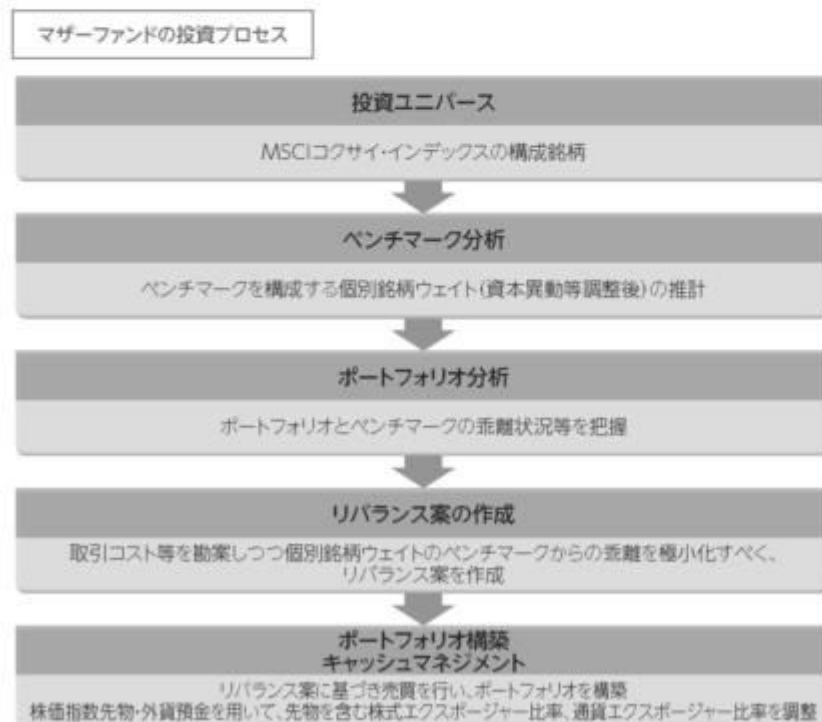 マザーファンドの投資プロセス
投資ユニバース
MSCIコクサイ・インデックスの構成銘柄
ベンチマーク分析
ベンチマークを構成する個別銘柄ウェイト(資本異動等調整後)の推計
ポートフォリオ分析
ポートフォリオとベンチマークの乖離状況等を把握
リバランス案の作成
取引コスト等を勘案しつつ個別銘柄ウェイトのベンチマークからの乖離を極小化すべく、
リバランス案を作成
ポートフォリオ構築
キャッシュマネジメント
リバランス案に基づき売買を行い、ポートフォリオを構築
株価指数先物・外貨預金を用いて、先物を含む株式エクスポージャー比率、通貨エクスポージャー比率を調整